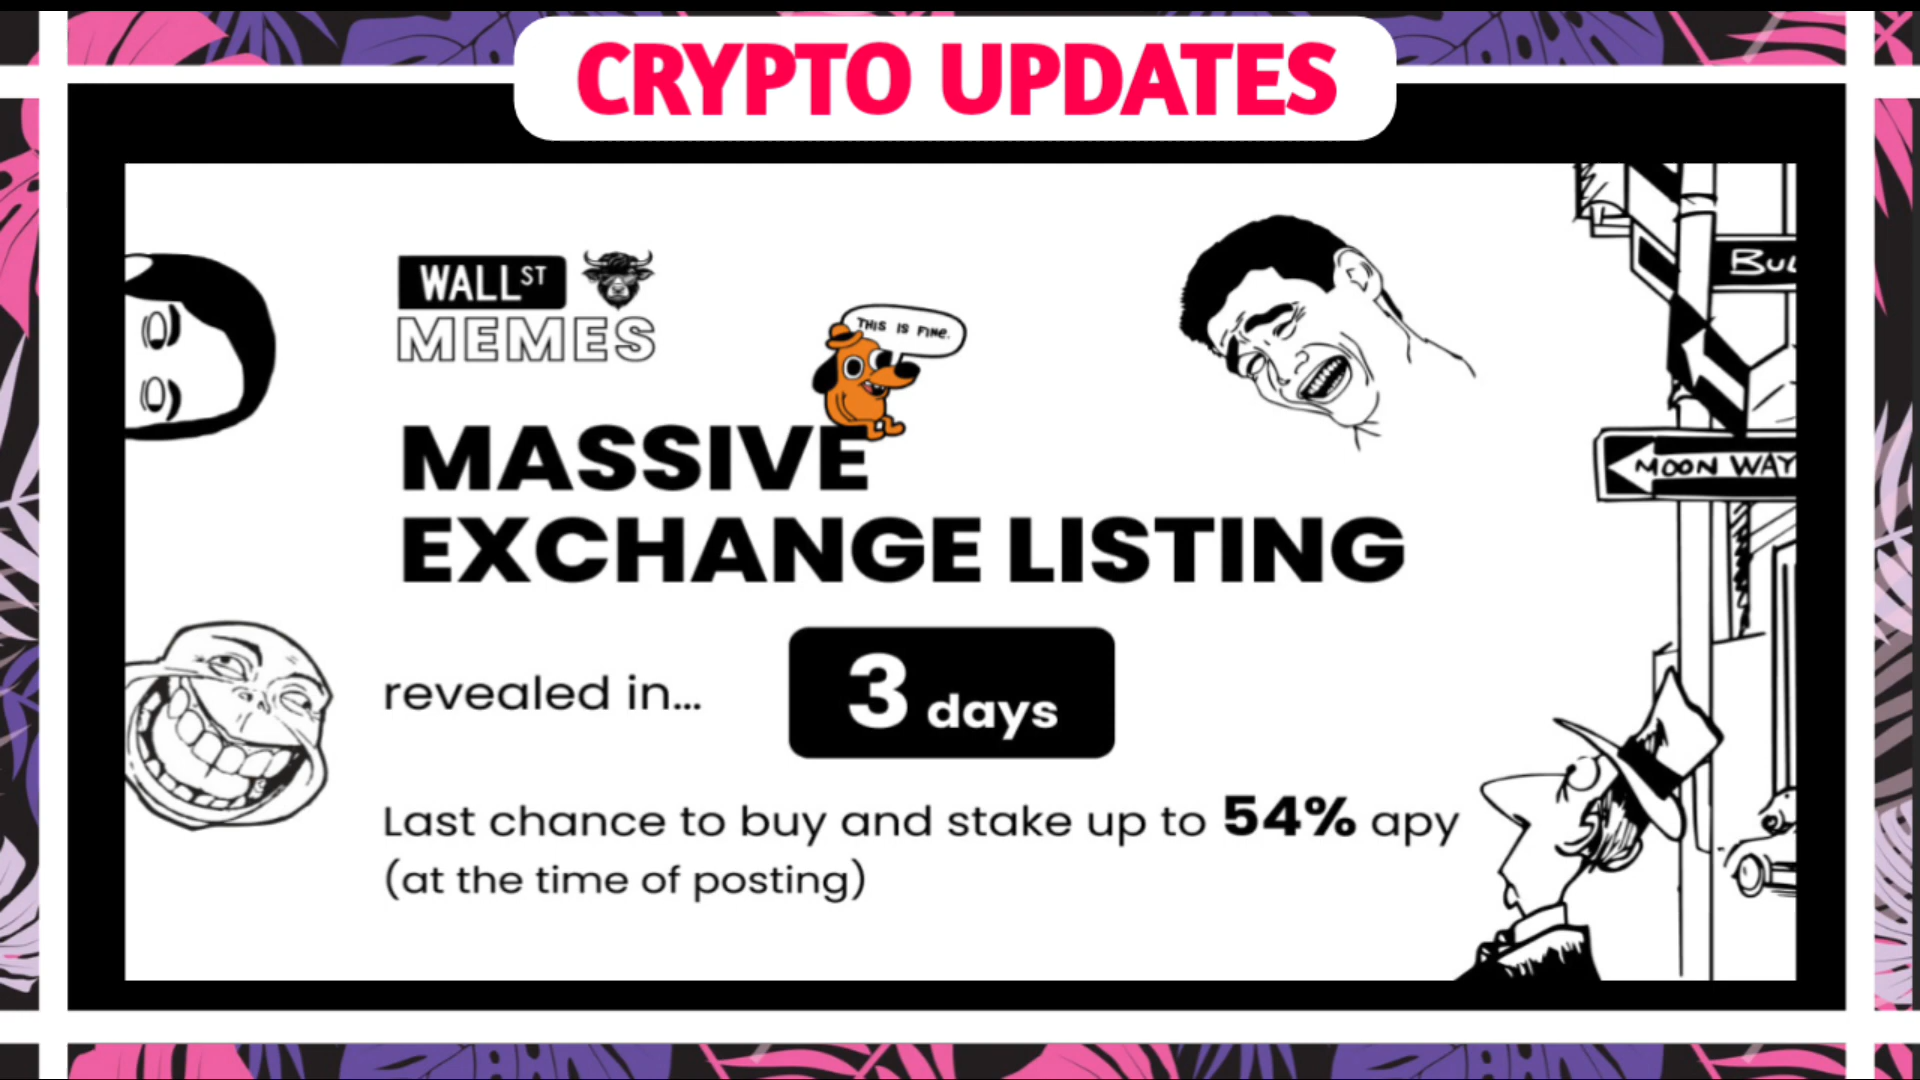 CRYPTO UPDATES
WALL ST
MEMES
THIS IS FINE.
BUL
MOON WAY
MASSIVE
EXCHANGE LISTING
revealed in...
3 days
Last chance to buy and stake up to 54% apy
(at the time of posting)